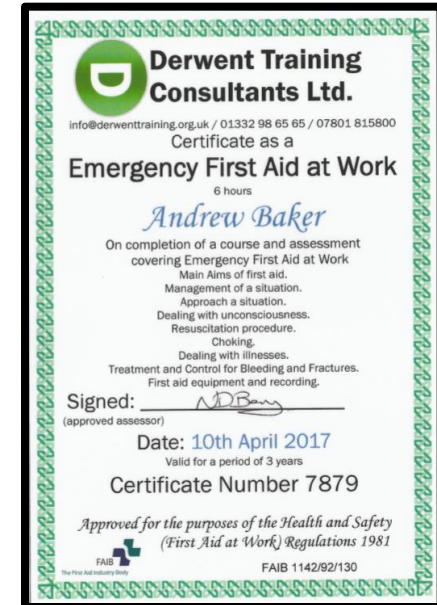 Derwent Training
Consultants Ltd.
info@derwenttraining.org.uk / 01332 98 65 65 / 07801 815800
Certificate as a
Emergency First Aid at Work
6 hours
Andrew Baker
On completion of a course and assessment
covering Emergency First Aid at Work
Main Aims of first aid.
Management of a situation.
Approach a situation.
Dealing with unconsciousness.
Resuscitation procedure.
Choking.
Dealing with illnesses.
Treatment and Control for Bleeding and Fractures.
First aid equipment and recording.
Signed:
(approved assessor)
Date: 10th April 2017
Valid for a period of 3 years
Certificate Number 7879
Approved for the purposes of the Health and Safety
(First Aid at Work) Regulations 1981
FAIB
The First Aid Industry Body
FAIB 1142/92/130